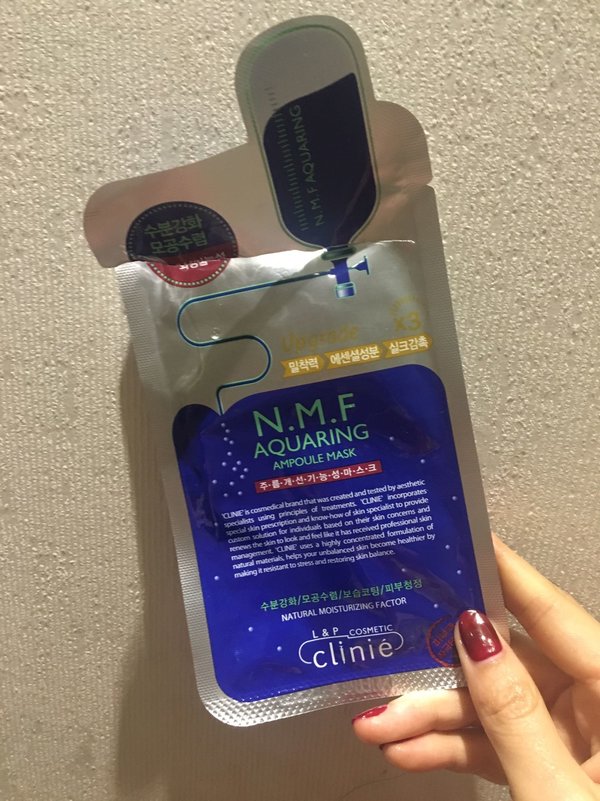 N.M.F AQUARING
수분강화
모공수렴
Upgrade
X3
밀착력 에센설성분 실크감촉
N.M.F
AQUARING
AMPOULE MASK
주·름·개·선·기·능·성·마·스·크
'CLINIE' is cosmedical brand that was created and tested by aesthetic
specialists using principles of treatments. 'CLINIE' incorporates
special skin prescription and know-how of skin specialist to provide
custom solution for individuals based on their skin concerns and
renews the skin to look and feel like it has received professional skin
management. 'CLINIE' uses a highly concentrated formulation of
natural materials, helps your unbalanced skin become healthier by
making it resistant to stress and restoring skin balance.
수분강화/모공수렴/보습코팅/피부청정
NATURAL MOISTURIZING FACTOR
L & P COSMETIC
clinié